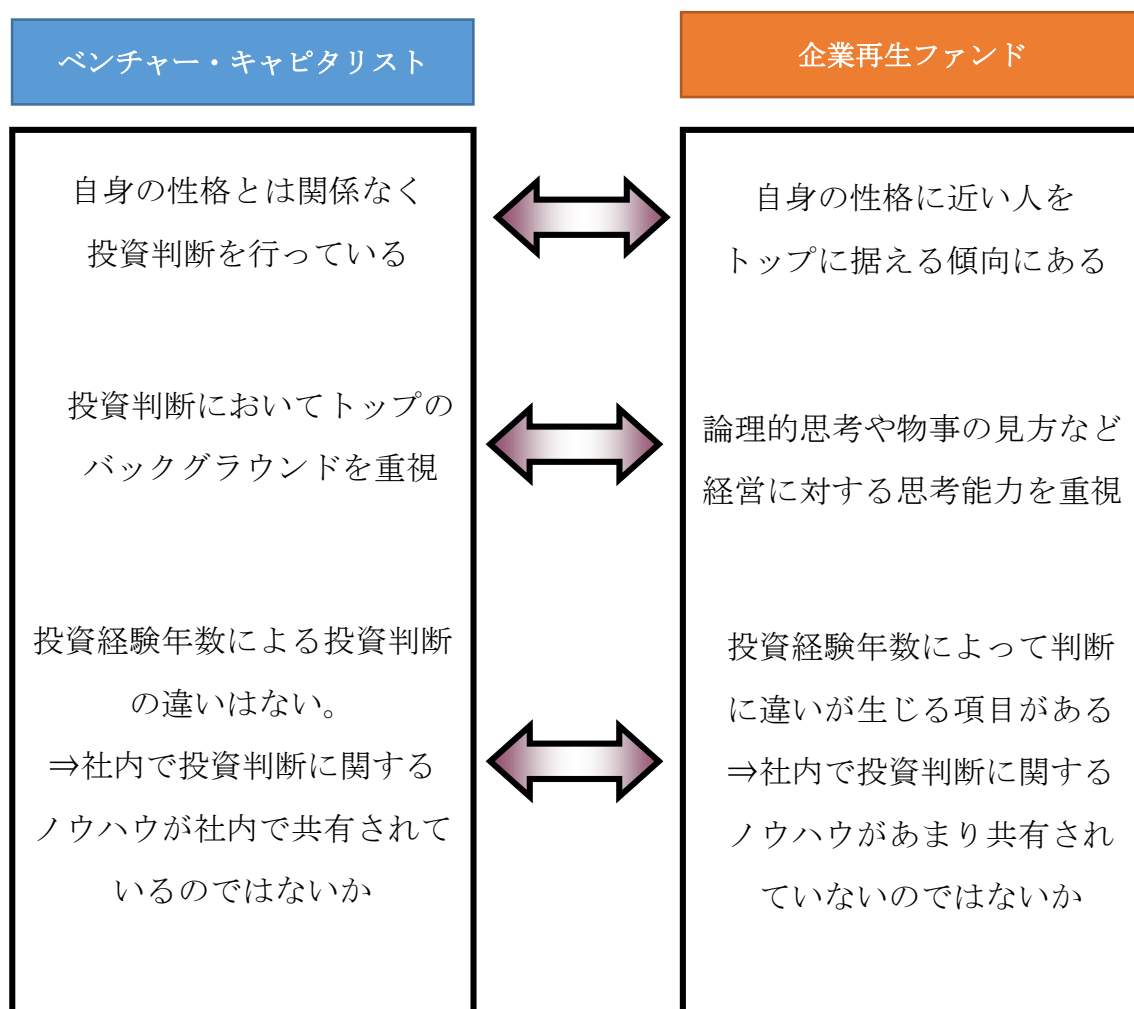 ベンチャー・キャピタリスト
企業再生ファンド
自身の性格とは関係なく
投資判断を行っている
自身の性格に近い人を
トップに据える傾向にある
投資判断においてトップの
バックグラウンドを重視
論理的思考や物事の見方など
経営に対する思考能力を重視
投資経験年数による投資判断
の違いはない。
⇒社内で投資判断に関する
ノウハウが社内で共有されて
いるのではないか
投資経験年数によって判断
に違いが生じる項目がある
⇒社内で投資判断に関する
ノウハウがあまり共有され
ていないのではないか